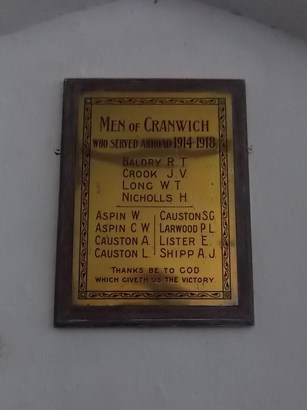 MEN OF CRANWICH
WHO SERVED ABROAD 1914-1918
BALDRY R T
CROOK J V
LONG W T
NICHOLLS H
ASPIN W
ASPIN C W
CAUSTON A
CAUSTON L
CAUSTON S G
LARWOOD P L
LISTER E
SHIPP A J
THANKS BE TO GOD
WHICH GIVETH US THE VICTORY